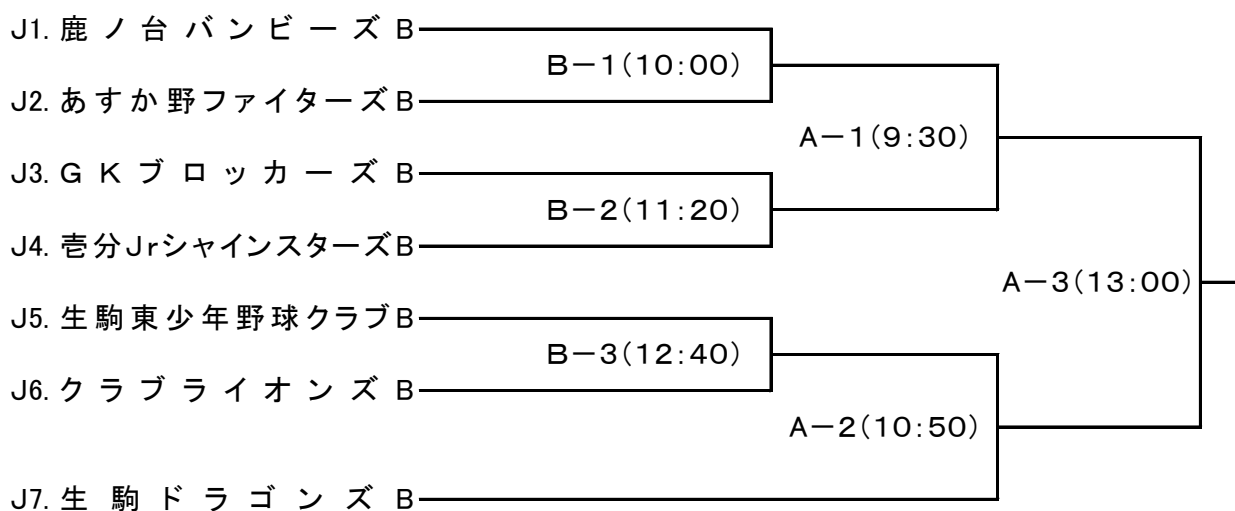 J1. 鹿ノ台バンビーズB
B－1(10:00)
J2. あすか野ファイターズB
A－1(9:30)
J3. GKブロッカーズB
B－2(11:20)
J4. 壱分JrシャインスターズB
A－3(13:00)
J5. 生駒東少年野球クラブB
B－3(12:40)
J6. クラブライオンズB
A－2(10:50)
J7. 生駒ドラゴンズB